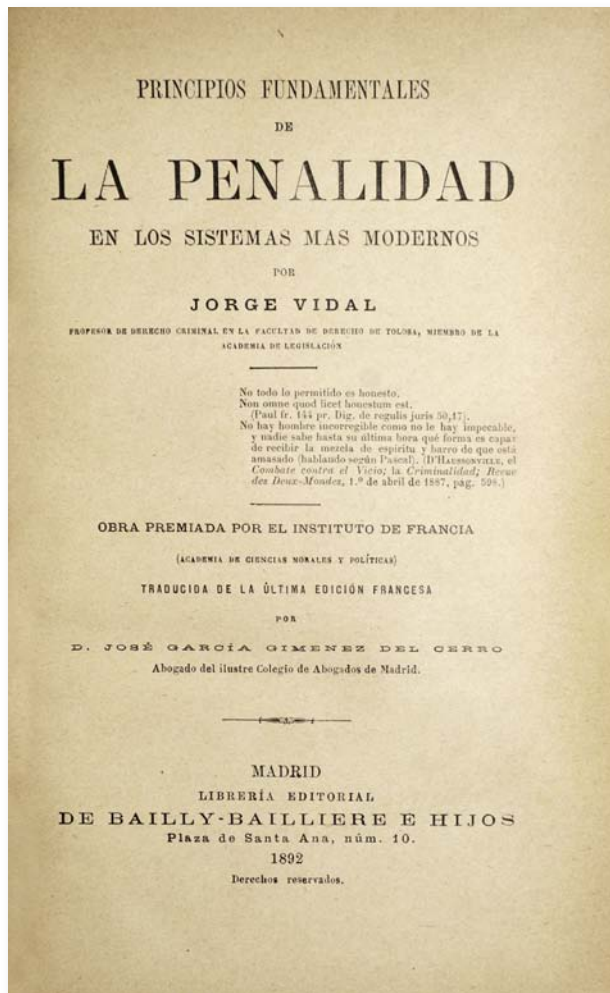 PRINCIPIOS FUNDAMENTALES
DE
LA PENALIDAD
EN LOS SISTEMAS MAS MODERNOS
POR
JORGE VIDAL
PROFESOR DE DERECHO CRIMINAL EN LA FACULTAD DE DERECHO DE TOLOSA, MIEMBRO DE LA
ACADEMIA DE LEGISLACIÓN
No todo lo permitido es honesto.
Non omne quod licet honestum est.
(Paul fr. 144 pr. Dig. de regulis juris 50,17).
No hay hombre incorregible como no le hay impecable,
y nadie sabe hasta su última hora qué forma es capaz
de recibir la mezcla de espíritu y barro de que está
amasado (hablando según Pascal). (D'HAUSSONVILLE, el
Combate contra el Vicio; la Criminalidad; Revue
des Deux-Mondes, 1.º de abril de 1887, pág. 598.)
OBRA PREMIADA POR EL INSTITUTO DE FRANCIA
(ACADEMIA DE CIENCIAS MORALES Y POLÍTICAS)
TRADUCIDA DE LA ÚLTIMA EDICIÓN FRANCESA
POR
D. JOSÉ GARCÍA GIMENEZ DEL CERRO
Abogado del ilustre Colegio de Abogados de Madrid.
MADRID
LIBRERÍA EDITORIAL
DE BAILLY-BAILLIERE E HIJOS
Plaza de Santa Ana, núm. 10.
1892
Derechos reservados.